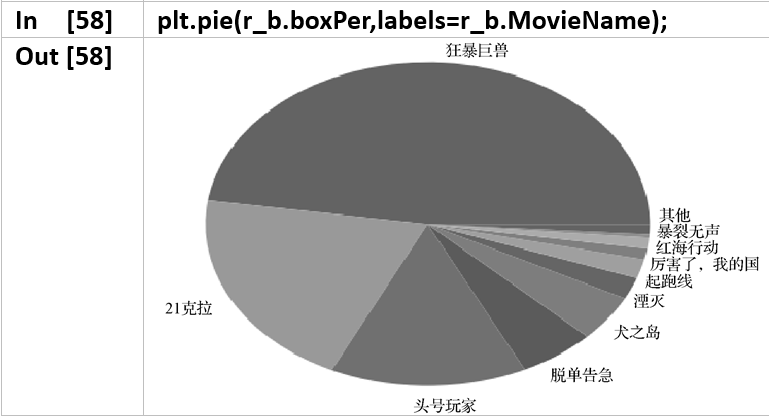 In [58] plt.pie(r_b.boxPer,labels=r_b.MovieName);
Out [58]
狂暴巨兽
其他
暴裂无声
红海行动
厉害了，我的国
起跑线
湮灭
犬之岛
脱单告急
头号玩家
21克拉